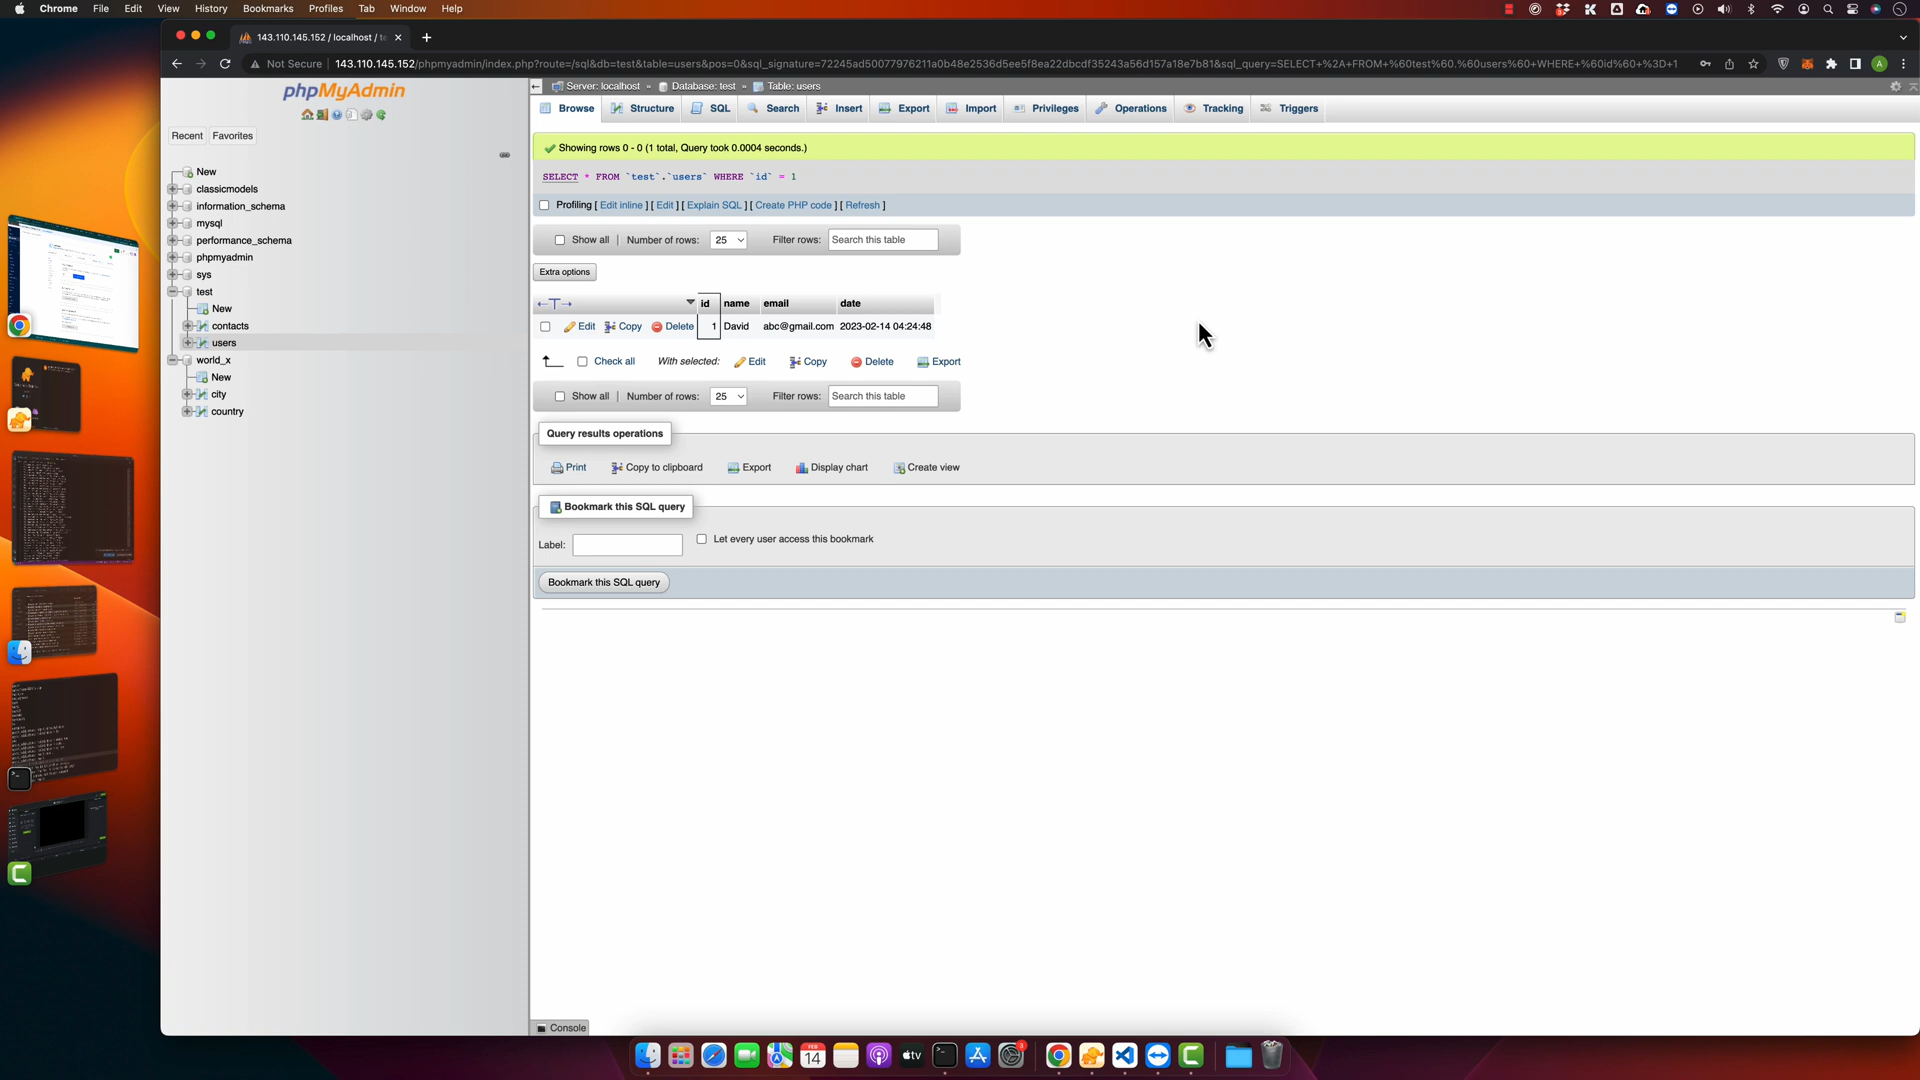 Chrome File Edit View History Bookmarks Profiles Tab Window Help
143.110.145.152 / localhost / te
Not Secure 143.110.145.152/phpmyadmin/index.php?route=/sql&db=test&table=users&pos=0&sql_signature=72245ad50077976211a0b48e2536d5ee5f8ea22dbcdf35243a56d157a18e7b81&sql_query=SELECT+%2A+FROM+%60test%60.%60users%60+WHERE+%60id%60+%3D+1
A
phpMyAdmin
Recent Favorites
New
classicmodels
information_schema
mysql
performance_schema
phpmyadmin
sys
test
New
contacts
users
world_x
New
city
country
Server: localhost » Database: test » Table: users
Browse Structure SQL Search Insert Export Import Privileges Operations Tracking Triggers
Showing rows 0 - 0 (1 total, Query took 0.0004 seconds.)
SELECT * FROM `test`.`users` WHERE `id` = 1
Profiling [ Edit inline ] [ Edit ] [ Explain SQL ] [ Create PHP code ] [ Refresh ]
Show all | Number of rows: 25 Filter rows: Search this table
Extra options
←T→ id name email date
Edit Copy Delete 1 David abc@gmail.com 2023-02-14 04:24:48
Check all With selected: Edit Copy Delete Export
Show all | Number of rows: 25 Filter rows: Search this table
Query results operations
Print Copy to clipboard Export Display chart Create view
Bookmark this SQL query
Label: Let every user access this bookmark
Bookmark this SQL query
Console
FEB
14
tv
3